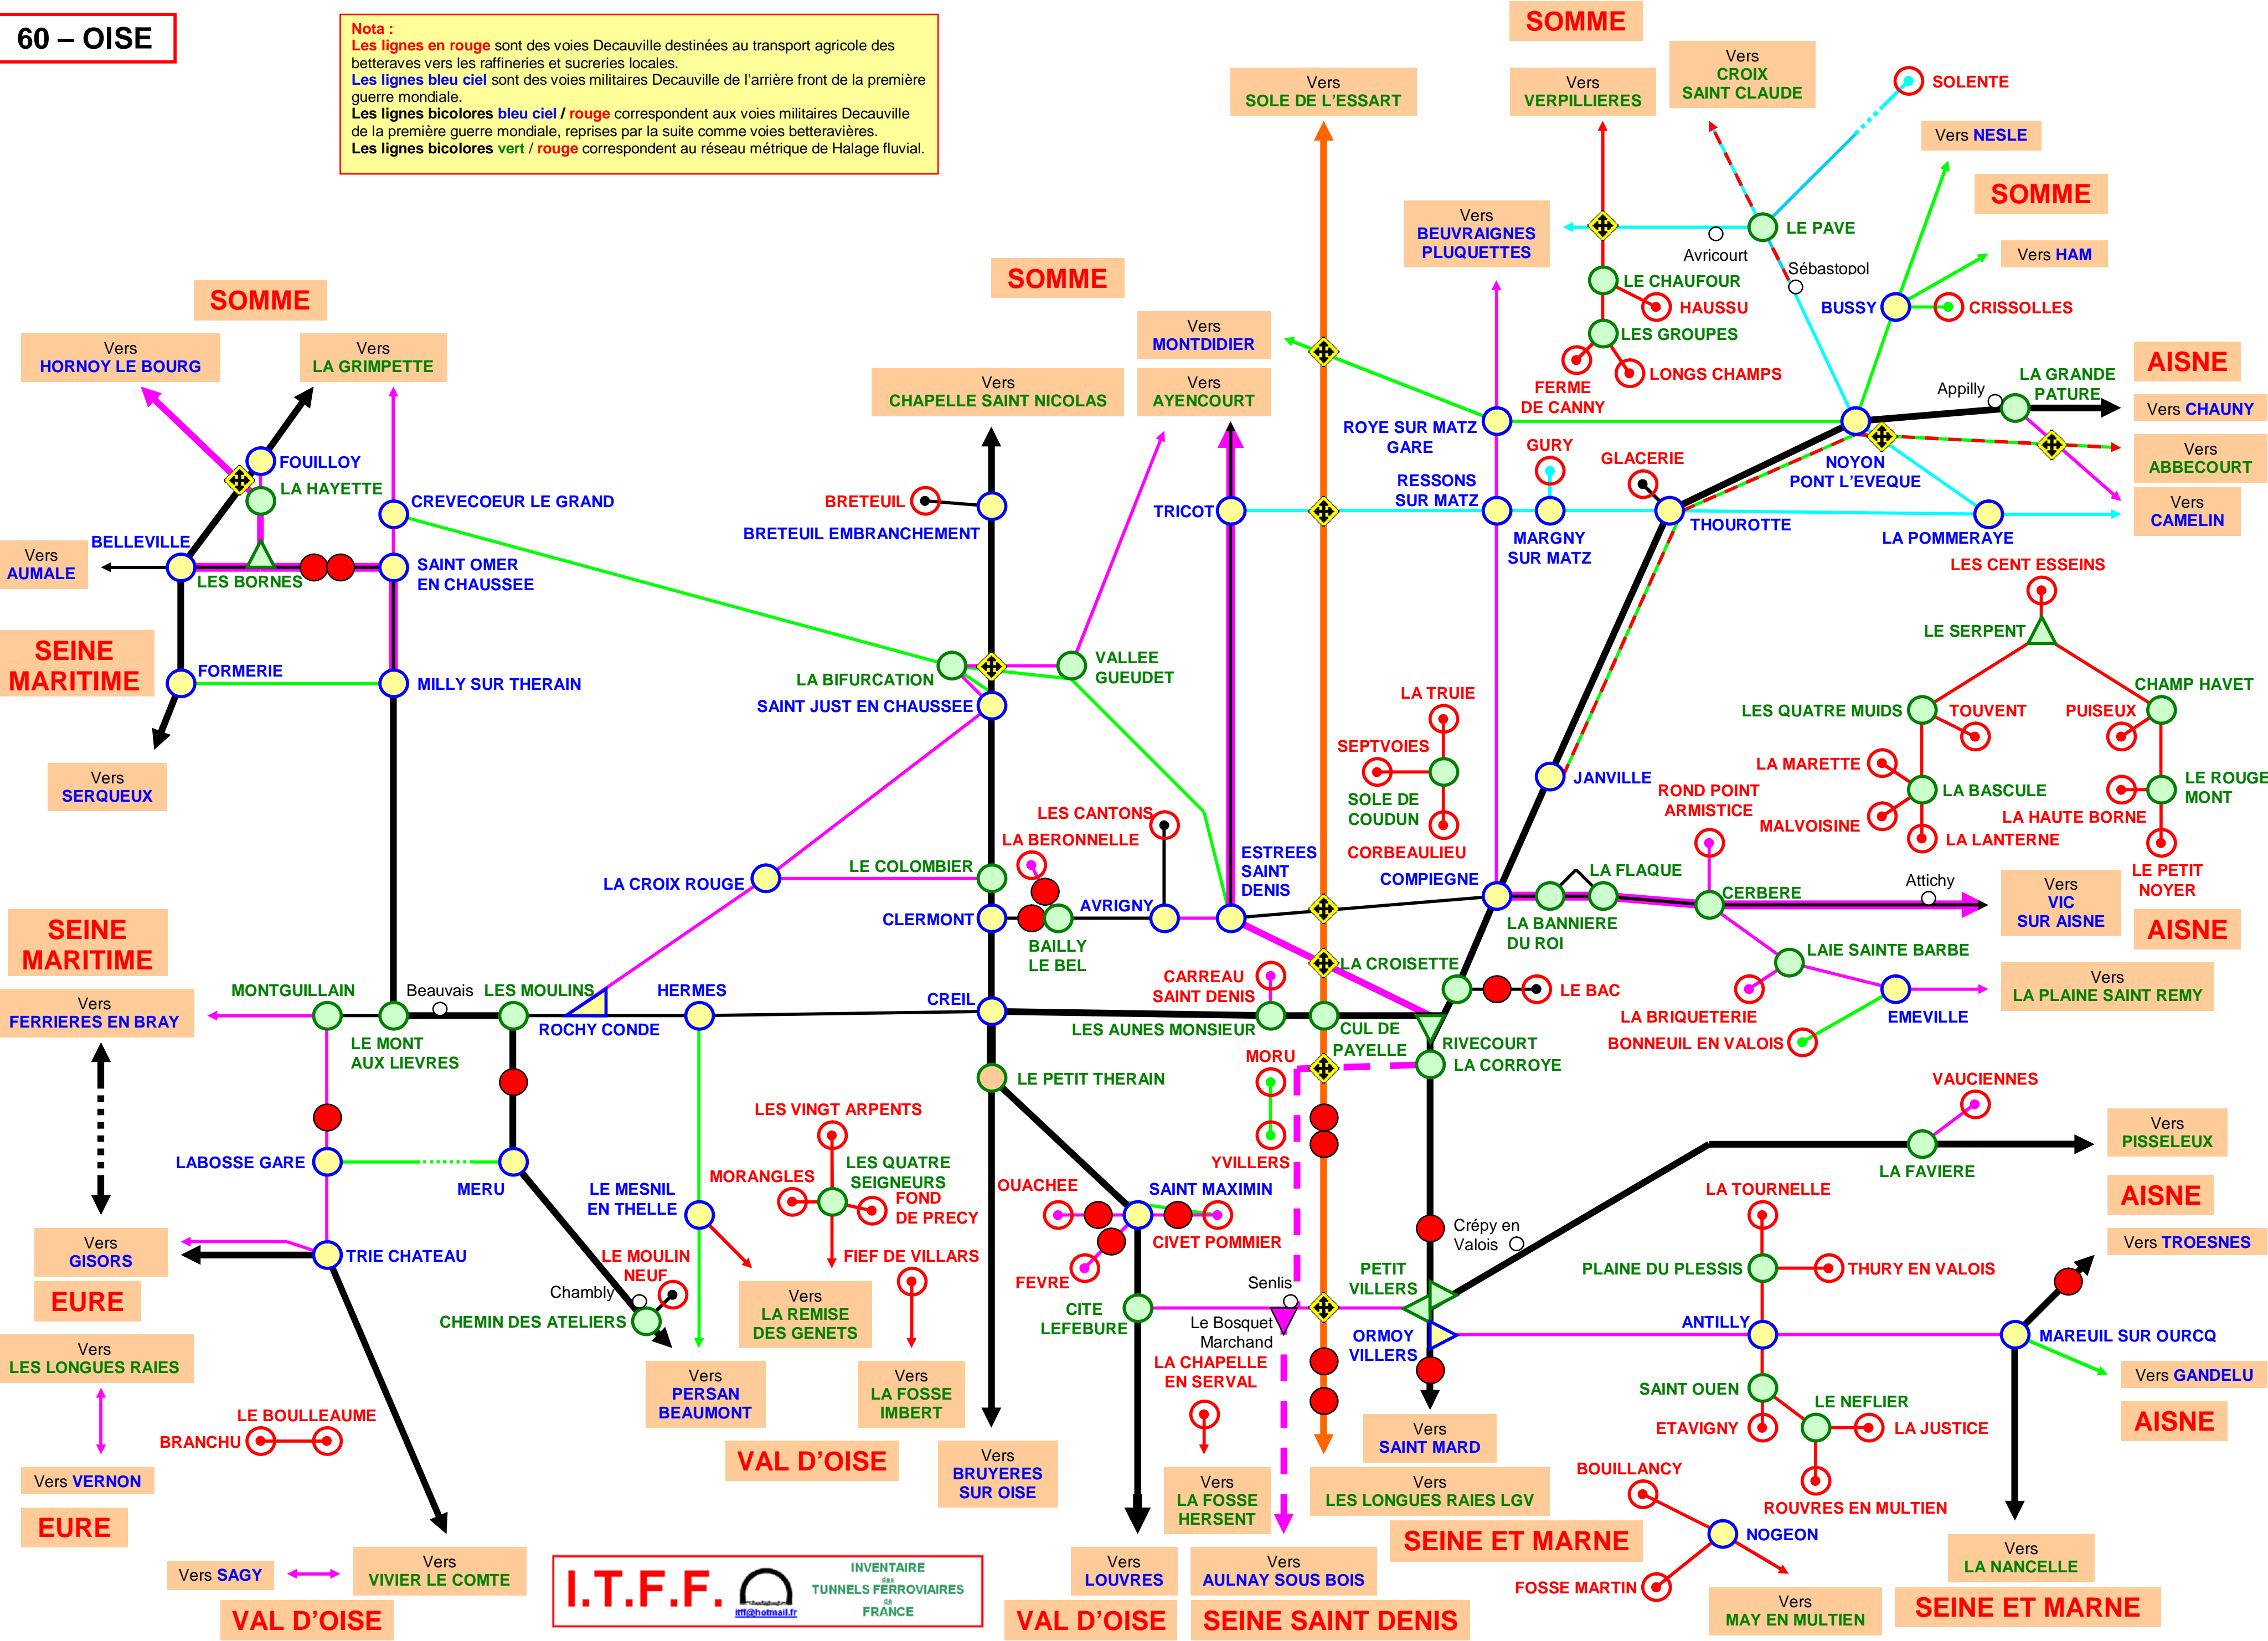 60 – OISE
Nota :
Les lignes en rouge sont des voies Decauville destinées au transport agricole des
betteraves vers les raffineries et sucreries locales.
Les lignes bleu ciel sont des voies militaires Decauville de l’arrière front de la première
guerre mondiale.
Les lignes bicolores bleu ciel / rouge correspondent aux voies militaires Decauville
de la première guerre mondiale, reprises par la suite comme voies betteravières.
Les lignes bicolores vert / rouge correspondent au réseau métrique de Halage fluvial.
SOMME
Vers
SOLE DE L’ESSART
Vers
VERPILLIERES
Vers
CROIX
SAINT CLAUDE
SOLENTE
Vers NESLE
SOMME
Vers HAM
Vers
BEUVRAIGNES
PLUQUETTES
LE PAVE
Avricourt
Sébastopol
LE CHAUFOUR
HAUSSU
LES GROUPES
BUSSY
CRISSOLLES
FERME
DE CANNY
LONGS CHAMPS
SOMME
SOMME
Vers
HORNOY LE BOURG
Vers
LA GRIMPETTE
Vers
CHAPELLE SAINT NICOLAS
Vers
MONTDIDIER
Vers
AYENCOURT
AISNE
Appilly
LA GRANDE
PATURE
Vers CHAUNY
Vers
ABBECOURT
Vers
CAMELIN
ROYE SUR MATZ
GARE
GURY
GLACERIE
NOYON
PONT L’EVEQUE
RESSONS
SUR MATZ
FOUILLOY
LA HAYETTE
CREVECOEUR LE GRAND
BRETEUIL
BRETEUIL EMBRANCHEMENT
TRICOT
MARGNY
SUR MATZ
THOUROTTE
LA POMMERAYE
BELLEVILLE
Vers
AUMALE
LES BORNES
SAINT OMER
EN CHAUSSEE
LES CENT ESSEINS
LE SERPENT
SEINE
MARITIME
FORMERIE
MILLY SUR THERAIN
LA BIFURCATION
VALLEE
GUEUDET
SAINT JUST EN CHAUSSEE
LA TRUIE
SEPTVOIES
SOLE DE
COUDUN
CORBEAULIEU
LES QUATRE MUIDS
TOUVENT
CHAMP HAVET
PUISEUX
Vers
SERQUEUX
JANVILLE
LA MARETTE
LA BASCULE
MALVOISINE
LA LANTERNE
LE ROUGE
MONT
LA HAUTE BORNE
LE PETIT
NOYER
ROND POINT
ARMISTICE
LES CANTONS
LA BERONNELLE
LE COLOMBIER
LA CROIX ROUGE
CLERMONT
AVRIGNY
BAILLY
LE BEL
ESTREES
SAINT
DENIS
COMPIEGNE
LA FLAQUE
LA BANNIERE
DU ROI
CERBERE
Attichy
Vers
VIC
SUR AISNE
AISNE
SEINE
MARITIME
Vers
FERRIERES EN BRAY
MONTGUILLAIN
Beauvais
LES MOULINS
HERMES
CREIL
LE MONT
AUX LIEVRES
ROCHY CONDE
CARREAU
SAINT DENIS
LA CROISETTE
LE BAC
LES AUNES MONSIEUR
CUL DE
PAYELLE
RIVECOURT
LA CORROYE
LAIE SAINTE BARBE
LA BRIQUETERIE
EMEVILLE
BONNEUIL EN VALOIS
Vers
LA PLAINE SAINT REMY
LE PETIT THERAIN
MORU
YVILLERS
VAUCIENNES
LA FAVIERE
Vers
PISSELEUX
AISNE
LES VINGT ARPENTS
LABOSSE GARE
MERU
LE MESNIL
EN THELLE
MORANGLES
LES QUATRE
SEIGNEURS
FOND
DE PRECY
OUACHEE
SAINT MAXIMIN
CIVET POMMIER
FEVRE
Crépy en
Valois
LA TOURNELLE
PLAINE DU PLESSIS
THURY EN VALOIS
Vers TROESNES
Vers
GISORS
EURE
TRIE CHATEAU
LE MOULIN
NEUF
Chambly
CHEMIN DES ATELIERS
FIEF DE VILLARS
Vers
LA REMISE
DES GENETS
CITE
LEFEBURE
Senlis
Le Bosquet
Marchand
PETIT
VILLERS
ORMOY
VILLERS
ANTILLY
MAREUIL SUR OURCQ
Vers
LES LONGUES RAIES
LE BOULLEAUME
BRANCHU
Vers VERNON
EURE
Vers
PERSAN
BEAUMONT
Vers
LA FOSSE
IMBERT
VAL D’OISE
Vers
BRUYERES
SUR OISE
LA CHAPELLE
EN SERVAL
Vers
LA FOSSE
HERSENT
Vers
SAINT MARD
Vers
LES LONGUES RAIES LGV
SAINT OUEN
ETAVIGNY
LE NEFLIER
LA JUSTICE
ROUVRES EN MULTIEN
Vers GANDELU
AISNE
BOUILLANCY
NOGEON
FOSSE MARTIN
SEINE ET MARNE
Vers
LA NANCELLE
Vers SAGY
Vers
VIVIER LE COMTE
VAL D’OISE
I.T.F.F.
itff@hotmail.fr
INVENTAIRE
des
TUNNELS FERROVIAIRES
de
FRANCE
Vers
LOUVRES
VAL D’OISE
Vers
AULNAY SOUS BOIS
SEINE SAINT DENIS
Vers
MAY EN MULTIEN
SEINE ET MARNE